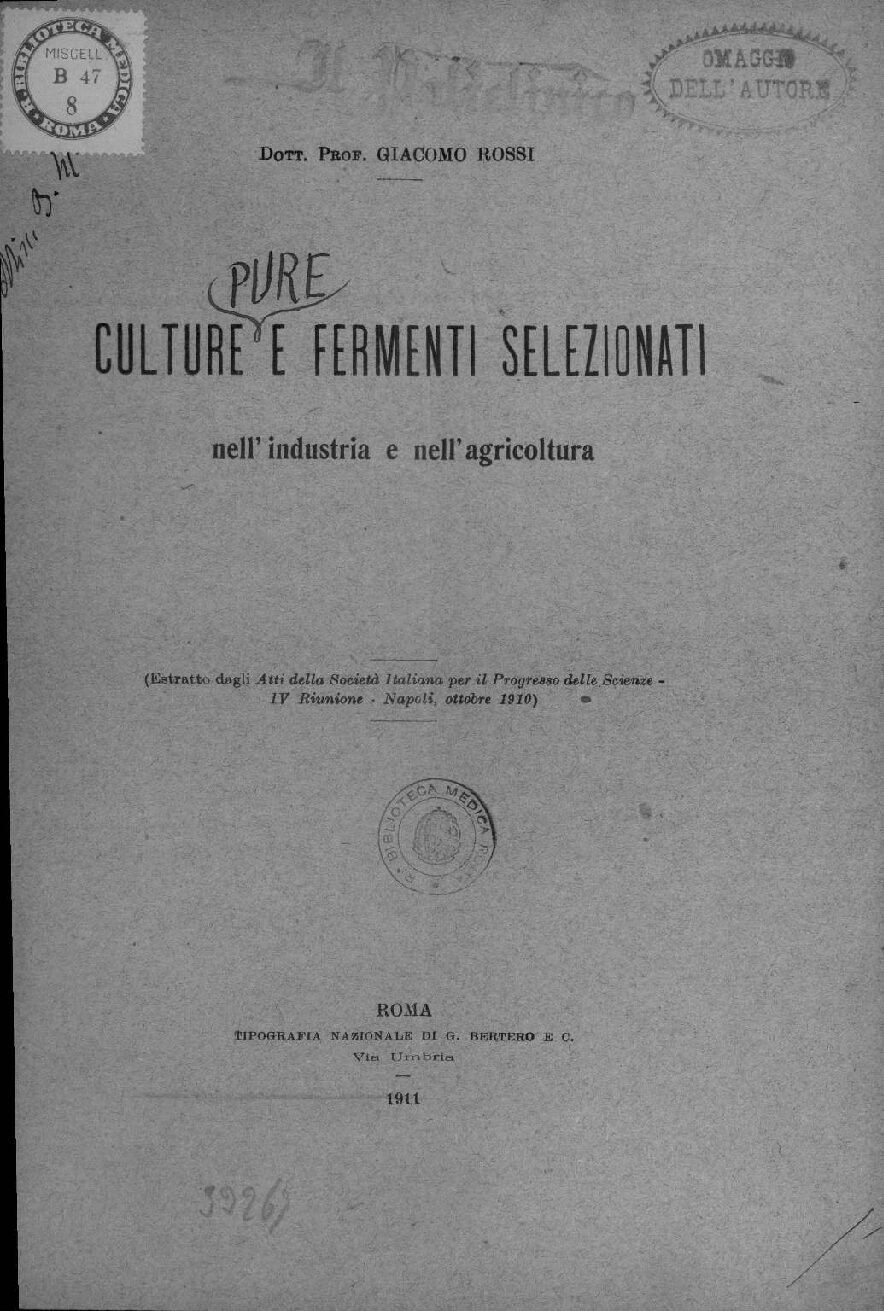 R. BIBLIOTECA MEDICA
MISCELL
B 47
8
ROMA
OMAGGIO
DELL'AUTORE
DOTT. PROF. GIACOMO ROSSI
PURE
CULTURE E FERMENTI SELEZIONATI
nell' industria e nell' agricoltura
(Estratto dagli Atti della Società Italiana per il Progresso delle Scienze -
IV Riunione - Napoli, ottobre 1910)
R. BIBLIOTECA MEDICA
ROMA
TIPOGRAFIA NAZIONALE DI G. BERTERO E C.
Via Umbria
1911